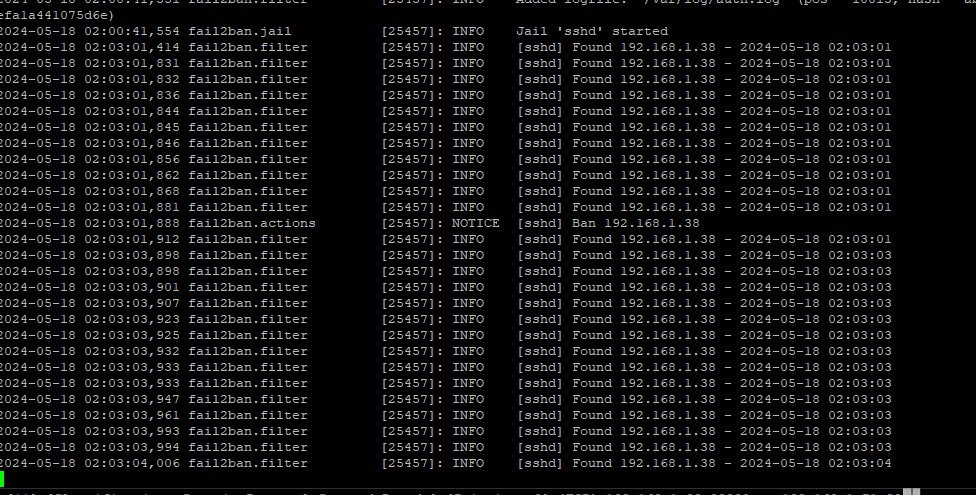 Added logfile: '/var/log/auth.log' (pos
efa1a441075d6e)
2024-05-18 02:00:41,554 fail2ban.jail [25457]: INFO Jail 'sshd' started
2024-05-18 02:03:01,414 fail2ban.filter [25457]: INFO [sshd] Found 192.168.1.38 - 2024-05-18 02:03:01
2024-05-18 02:03:01,831 fail2ban.filter [25457]: INFO [sshd] Found 192.168.1.38 - 2024-05-18 02:03:01
2024-05-18 02:03:01,832 fail2ban.filter [25457]: INFO [sshd] Found 192.168.1.38 - 2024-05-18 02:03:01
2024-05-18 02:03:01,836 fail2ban.filter [25457]: INFO [sshd] Found 192.168.1.38 - 2024-05-18 02:03:01
2024-05-18 02:03:01,844 fail2ban.filter [25457]: INFO [sshd] Found 192.168.1.38 - 2024-05-18 02:03:01
2024-05-18 02:03:01,845 fail2ban.filter [25457]: INFO [sshd] Found 192.168.1.38 - 2024-05-18 02:03:01
2024-05-18 02:03:01,846 fail2ban.filter [25457]: INFO [sshd] Found 192.168.1.38 - 2024-05-18 02:03:01
2024-05-18 02:03:01,856 fail2ban.filter [25457]: INFO [sshd] Found 192.168.1.38 - 2024-05-18 02:03:01
2024-05-18 02:03:01,862 fail2ban.filter [25457]: INFO [sshd] Found 192.168.1.38 - 2024-05-18 02:03:01
2024-05-18 02:03:01,868 fail2ban.filter [25457]: INFO [sshd] Found 192.168.1.38 - 2024-05-18 02:03:01
2024-05-18 02:03:01,881 fail2ban.filter [25457]: INFO [sshd] Found 192.168.1.38 - 2024-05-18 02:03:01
2024-05-18 02:03:01,888 fail2ban.actions [25457]: NOTICE [sshd] Ban 192.168.1.38
2024-05-18 02:03:01,912 fail2ban.filter [25457]: INFO [sshd] Found 192.168.1.38 - 2024-05-18 02:03:01
2024-05-18 02:03:03,898 fail2ban.filter [25457]: INFO [sshd] Found 192.168.1.38 - 2024-05-18 02:03:03
2024-05-18 02:03:03,898 fail2ban.filter [25457]: INFO [sshd] Found 192.168.1.38 - 2024-05-18 02:03:03
2024-05-18 02:03:03,901 fail2ban.filter [25457]: INFO [sshd] Found 192.168.1.38 - 2024-05-18 02:03:03
2024-05-18 02:03:03,907 fail2ban.filter [25457]: INFO [sshd] Found 192.168.1.38 - 2024-05-18 02:03:03
2024-05-18 02:03:03,923 fail2ban.filter [25457]: INFO [sshd] Found 192.168.1.38 - 2024-05-18 02:03:03
2024-05-18 02:03:03,925 fail2ban.filter [25457]: INFO [sshd] Found 192.168.1.38 - 2024-05-18 02:03:03
2024-05-18 02:03:03,932 fail2ban.filter [25457]: INFO [sshd] Found 192.168.1.38 - 2024-05-18 02:03:03
2024-05-18 02:03:03,933 fail2ban.filter [25457]: INFO [sshd] Found 192.168.1.38 - 2024-05-18 02:03:03
2024-05-18 02:03:03,933 fail2ban.filter [25457]: INFO [sshd] Found 192.168.1.38 - 2024-05-18 02:03:03
2024-05-18 02:03:03,947 fail2ban.filter [25457]: INFO [sshd] Found 192.168.1.38 - 2024-05-18 02:03:03
2024-05-18 02:03:03,961 fail2ban.filter [25457]: INFO [sshd] Found 192.168.1.38 - 2024-05-18 02:03:03
2024-05-18 02:03:03,993 fail2ban.filter [25457]: INFO [sshd] Found 192.168.1.38 - 2024-05-18 02:03:03
2024-05-18 02:03:03,994 fail2ban.filter [25457]: INFO [sshd] Found 192.168.1.38 - 2024-05-18 02:03:03
2024-05-18 02:03:04,006 fail2ban.filter [25457]: INFO [sshd] Found 192.168.1.38 - 2024-05-18 02:03:04